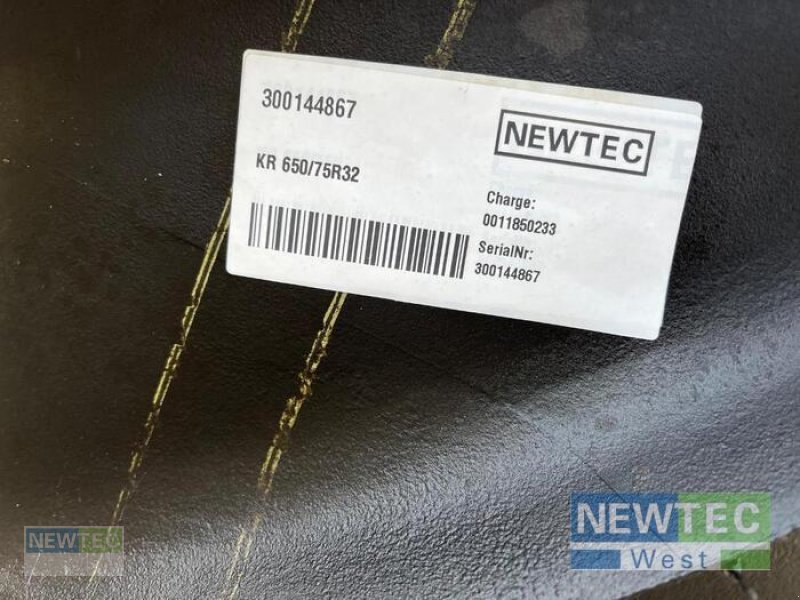 300144867
NEWTEC
KR 650/75R32
Charge:
0011850233
SerialNr:
300144867
NEWTEC
NEWTEC
West